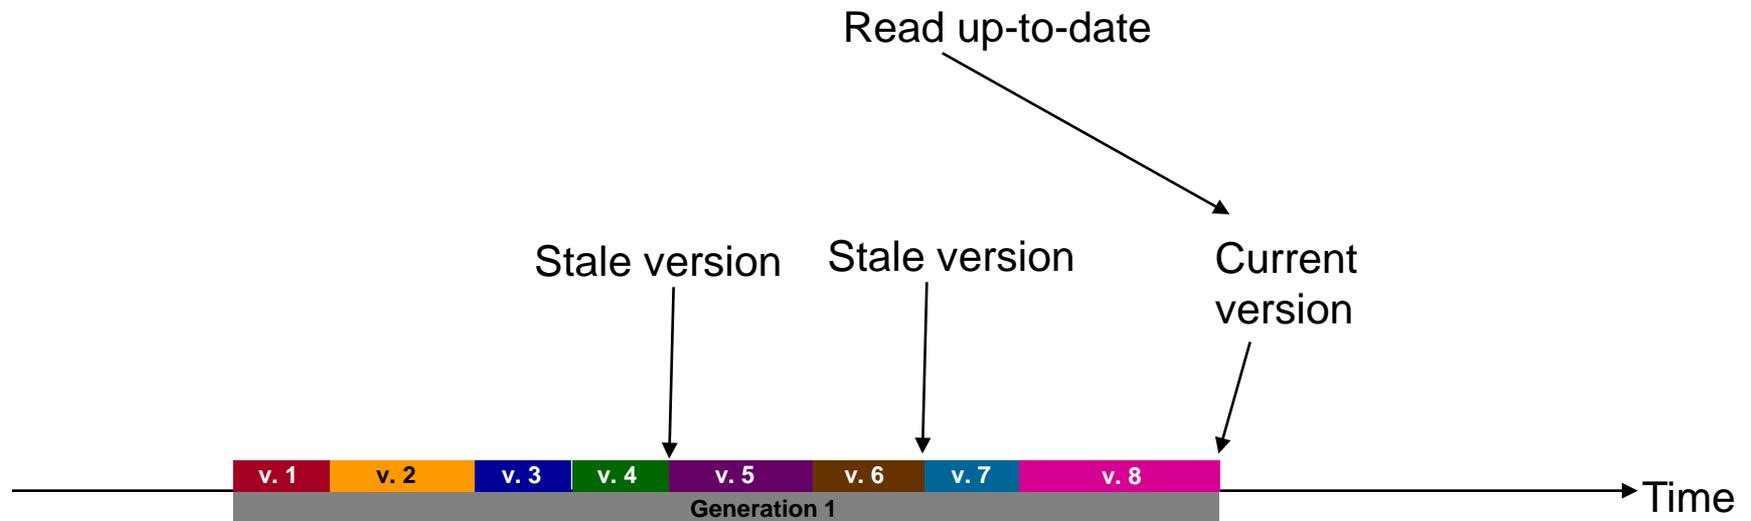 Read up-to-date
Stale version
Stale version
Current
version
v. 1
v. 2
v. 3
v. 4
v. 5
v. 6
v. 7
v. 8
Generation 1
Time